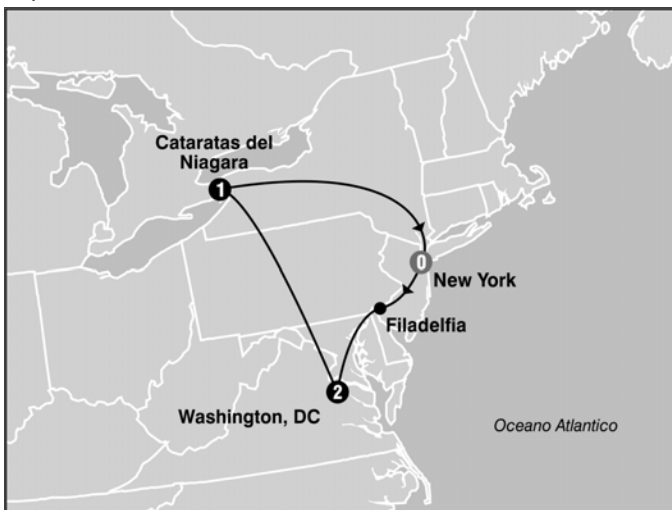 Cataratas del
Niagara
1
0
New York
Filadelfia
2
Washington, DC
Oceano Atlantico